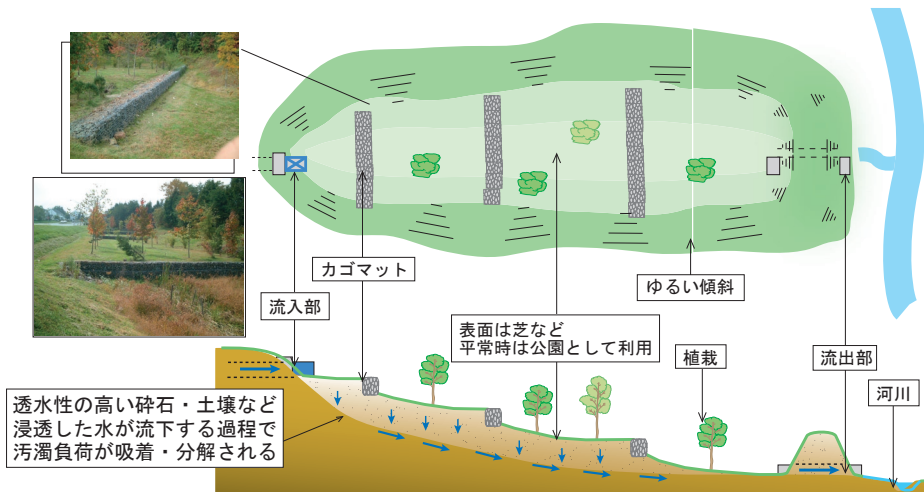 カゴマット
流入部
ゆるい傾斜
表面は芝など
平常時は公園として利用
植栽
流出部
河川
透水性の高い砕石・土壌など
浸透した水が流下する過程で
汚濁負荷が吸着・分解される